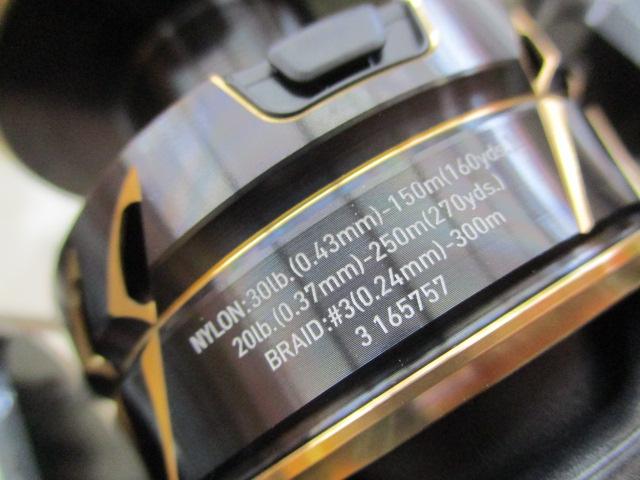 NYLON:30lb.(0.43mm)-150m(160yds.)
20lb.(0.37mm)-250m(270yds.)
BRAID:#3(0.24mm)-300m
3 165757